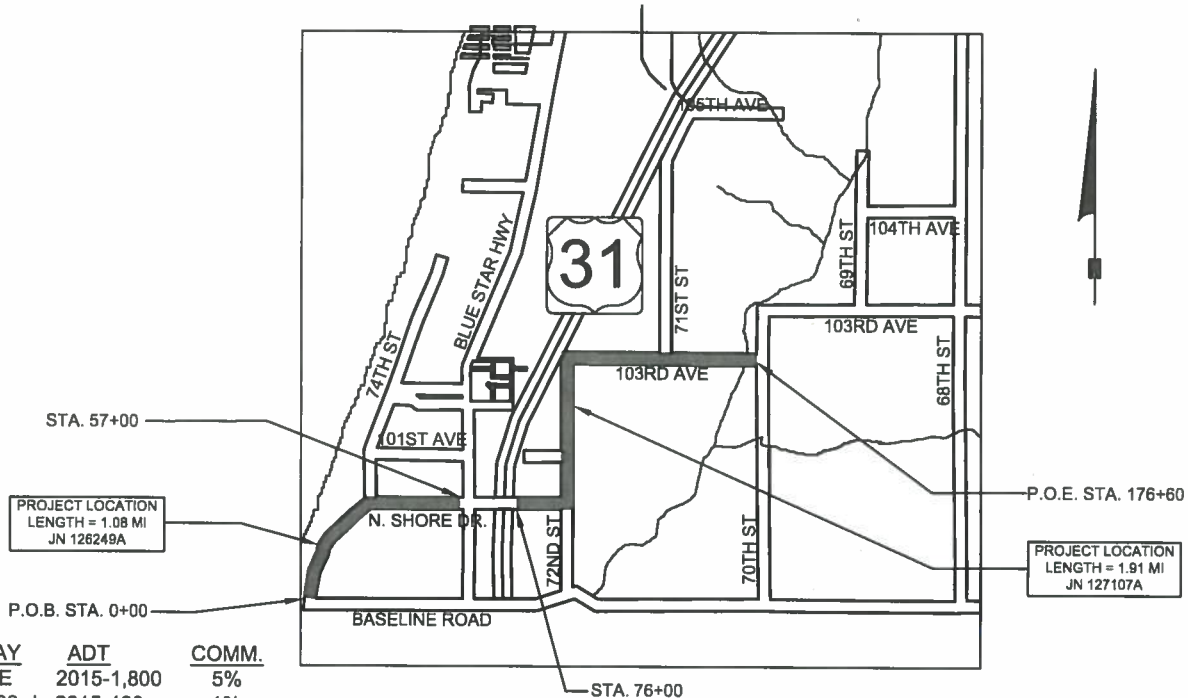 105TH AVE
104TH AVE
69TH ST
BLUE STAR HWY
31
71ST ST
103RD AVE
103RD AVE
74TH ST
68TH ST
STA. 57+00
101ST AVE
P.O.E. STA. 176+60
PROJECT LOCATION
LENGTH = 1.08 MI
JN 126249A
N. SHORE DR.
72ND ST
70TH ST
PROJECT LOCATION
LENGTH = 1.91 MI
JN 127107A
P.O.B. STA. 0+00
BASELINE ROAD
AY ADT COMM.
E 2015-1,800 5%
STA. 76+00